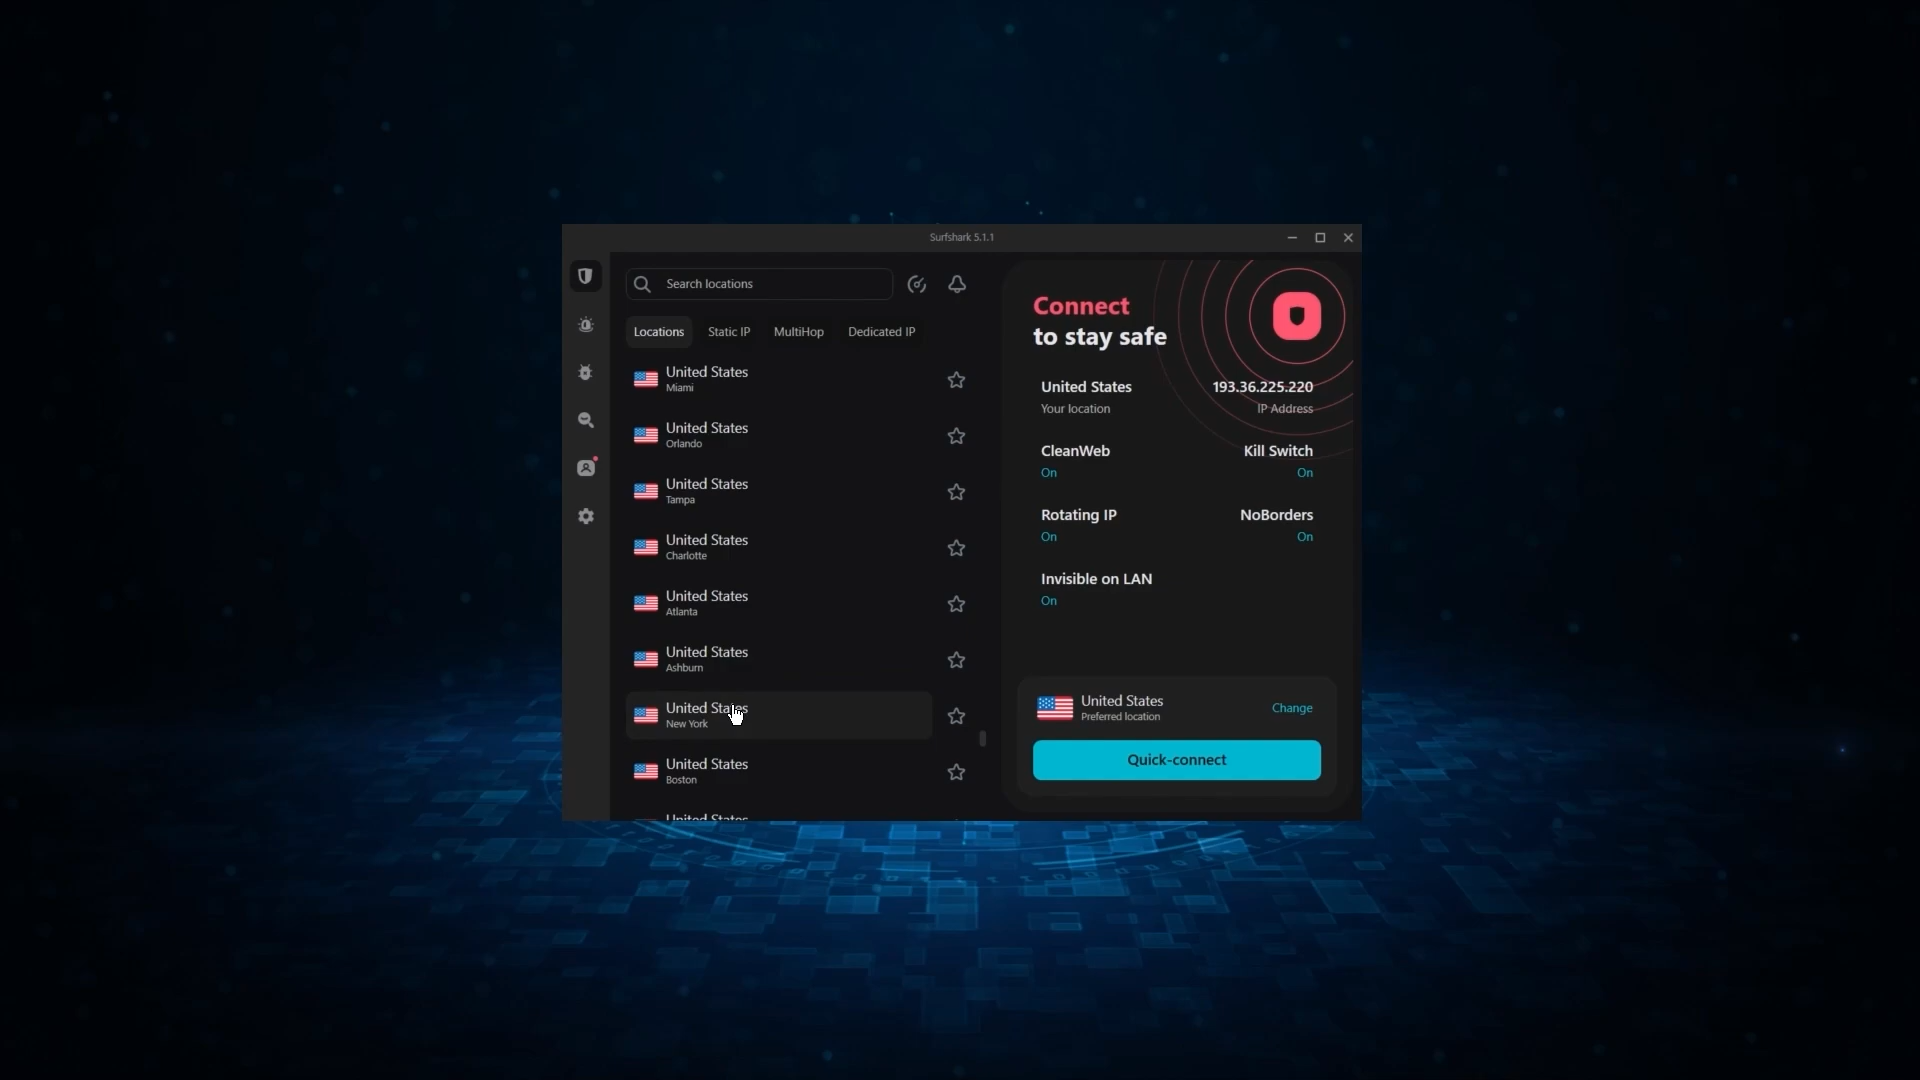 Surfshark 5.1.1
Search locations
Locations
Static IP
MultiHop
Dedicated IP
United States
Miami
United States
Orlando
United States
Tampa
United States
Charlotte
United States
Atlanta
United States
Ashburn
United States
New York
United States
Boston
United States
Connect
to stay safe
United States
Your location
193.36.225.220
IP Address
CleanWeb
On
Kill Switch
On
Rotating IP
On
NoBorders
On
Invisible on LAN
On
United States
Preferred location
Change
Quick-connect